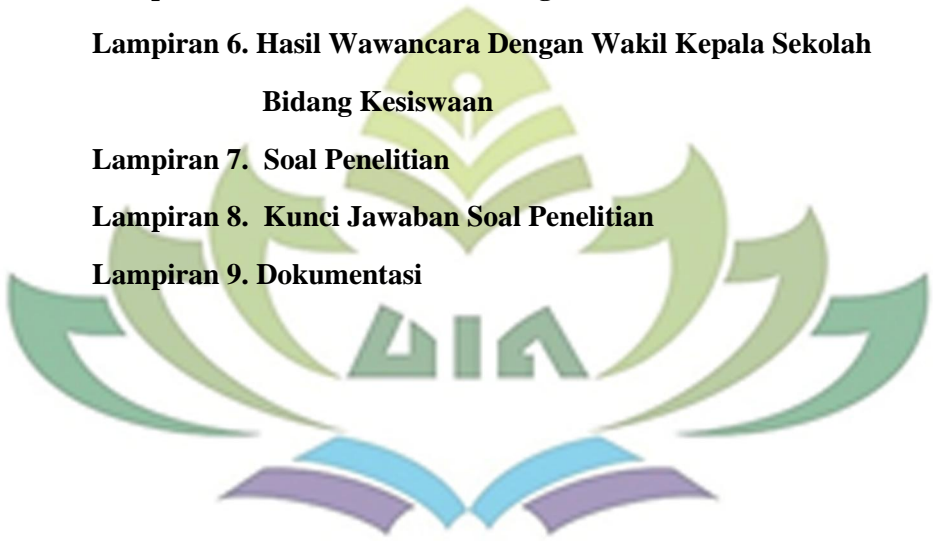 Lampiran 6. Hasil Wawancara Dengan Wakil Kepala Sekolah
Bidang Kesiswaan
Lampiran 7. Soal Penelitian
Lampiran 8. Kunci Jawaban Soal Penelitian
Lampiran 9. Dokumentasi
UIN